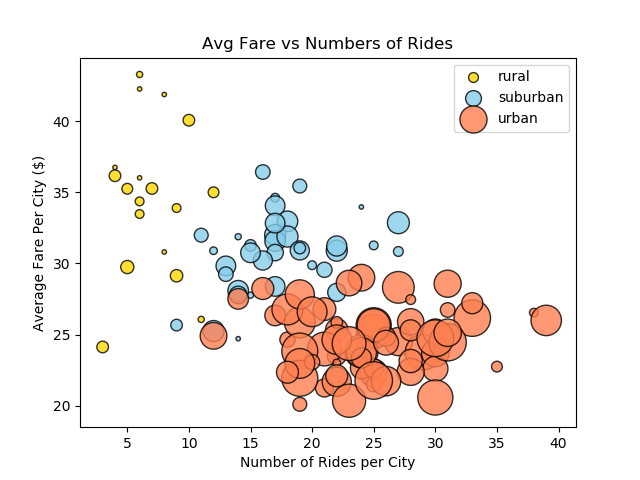 Avg Fare vs Numbers of Rides
rural
suburban
urban
40
35
30
25
20
Average Fare Per City ($)
5
10
15
20
25
30
35
40
Number of Rides per City